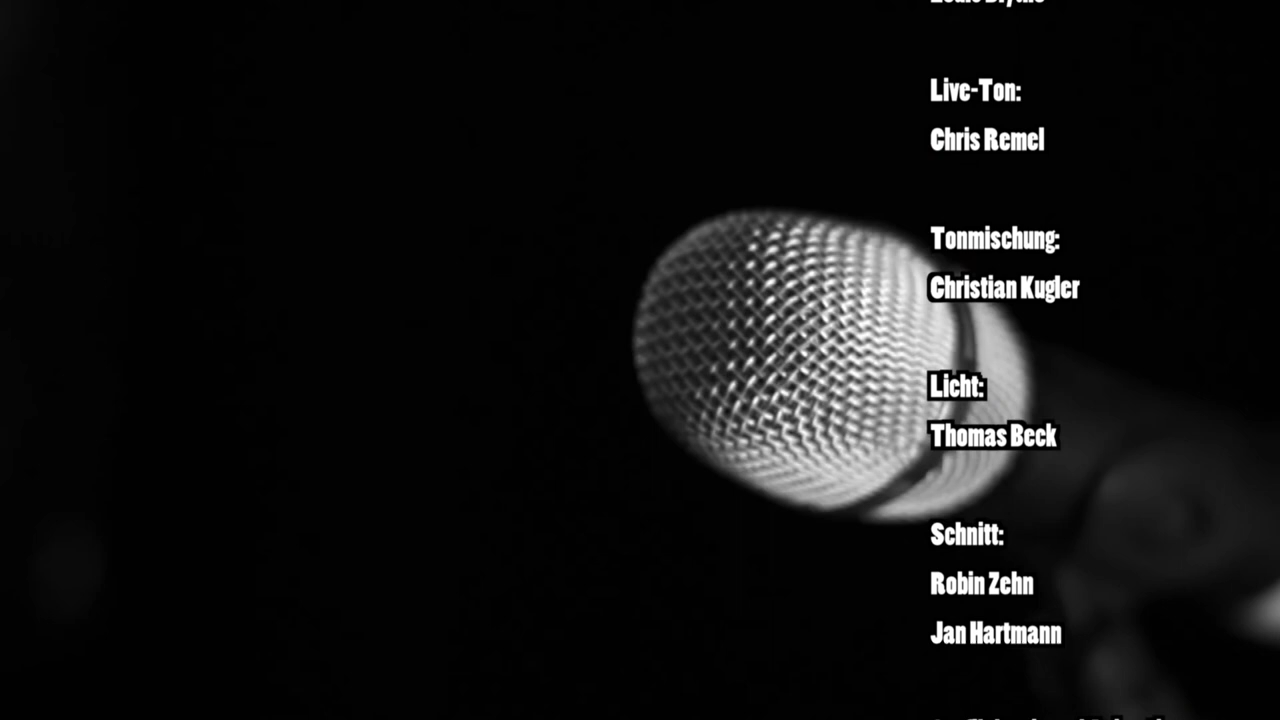 Live-Ton:
Chris Remel
Tonmischung:
Christian Kugler
Licht:
Thomas Beck
Schnitt:
Robin Zehn
Jan Hartmann